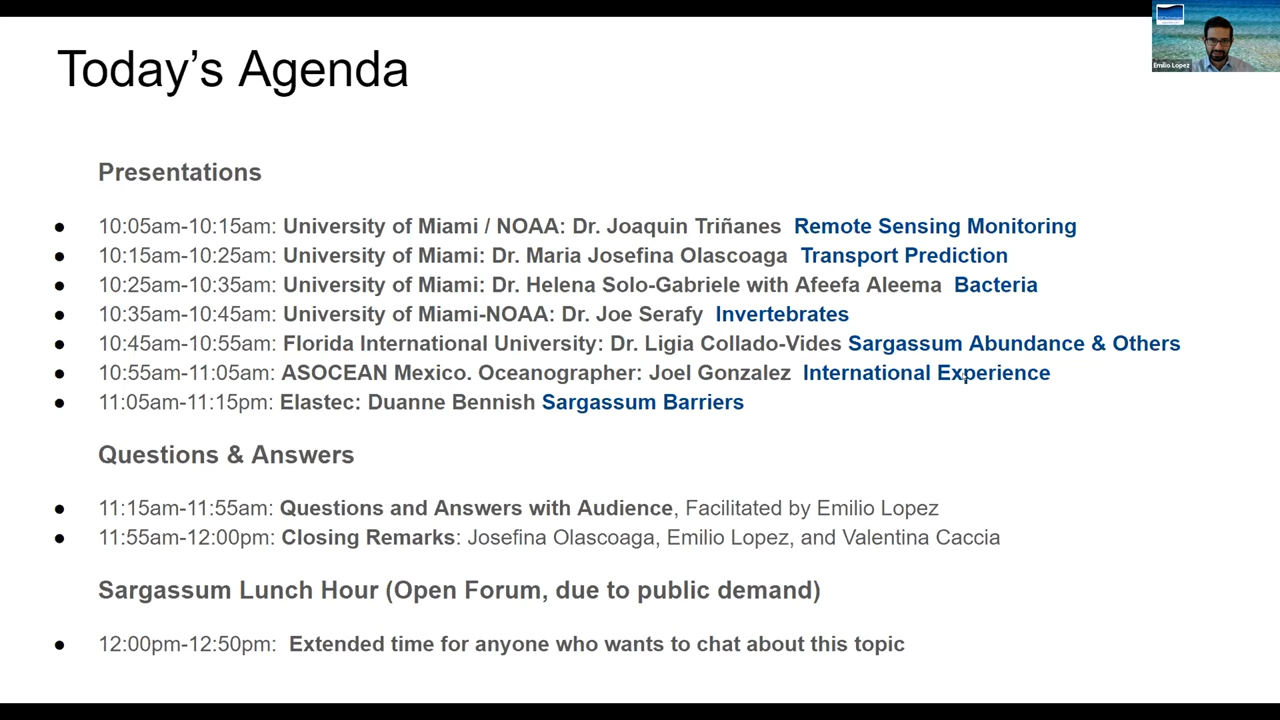 Today's Agenda
Emilio Lopez
Presentations
● 10:05am-10:15am: University of Miami / NOAA: Dr. Joaquin Triñanes Remote Sensing Monitoring
● 10:15am-10:25am: University of Miami: Dr. Maria Josefina Olascoaga Transport Prediction
● 10:25am-10:35am: University of Miami: Dr. Helena Solo-Gabriele with Afeefa Aleema Bacteria
● 10:35am-10:45am: University of Miami-NOAA: Dr. Joe Serafy Invertebrates
● 10:45am-10:55am: Florida International University: Dr. Ligia Collado-Vides Sargassum Abundance & Others
● 10:55am-11:05am: ASOCEAN Mexico. Oceanographer: Joel Gonzalez International Experience
● 11:05am-11:15pm: Elastec: Duanne Bennish Sargassum Barriers
Questions & Answers
● 11:15am-11:55am: Questions and Answers with Audience, Facilitated by Emilio Lopez
● 11:55am-12:00pm: Closing Remarks: Josefina Olascoaga, Emilio Lopez, and Valentina Caccia
Sargassum Lunch Hour (Open Forum, due to public demand)
● 12:00pm-12:50pm: Extended time for anyone who wants to chat about this topic